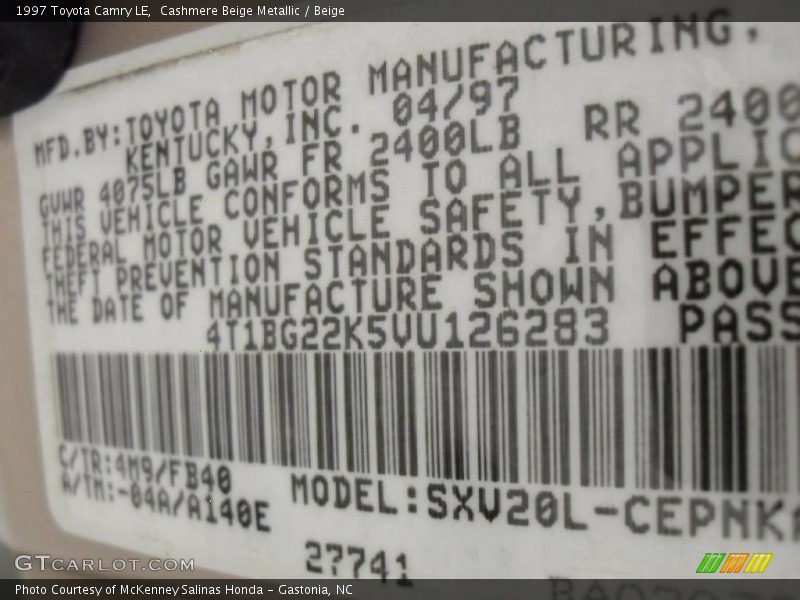 1997 Toyota Camry LE, Cashmere Beige Metallic / Beige
MFD.BY:TOYOTA MOTOR MANUFACTURING,
KENTUCKY,INC. 04/97
GVWR 4075LB GAWR FR 2400LB RR 2400
THIS VEHICLE CONFORMS TO ALL APPLIC
FEDERAL MOTOR VEHICLE SAFETY,BUMPER
THEFT PREVENTION STANDARDS IN EFFEC
THE DATE OF MANUFACTURE SHOWN ABOVE
4T1BG22K5VU126283 PASS
C/TR:4M9/FB40
A/TM:-04A/A140E
MODEL:SXV20L-CEPNK
27741
GTCARLOT.COM
Photo Courtesy of McKenney Salinas Honda - Gastonia, NC